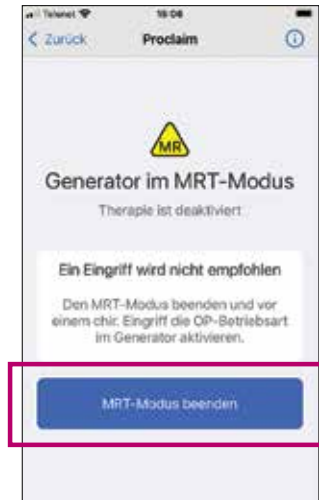 Telenet 15:08
Zurück Proclaim
MR
Generator im MRT-Modus
Therapie ist deaktiviert
Ein Eingriff wird nicht empfohlen
Den MRT-Modus beenden und vor
einem chir. Eingriff die OP-Betriebsart
im Generator aktivieren.
MRT-Modus beenden